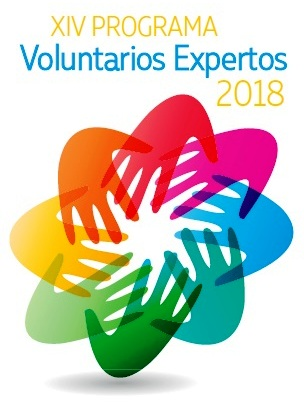 XIV PROGRAMA
Voluntarios Expertos
2018